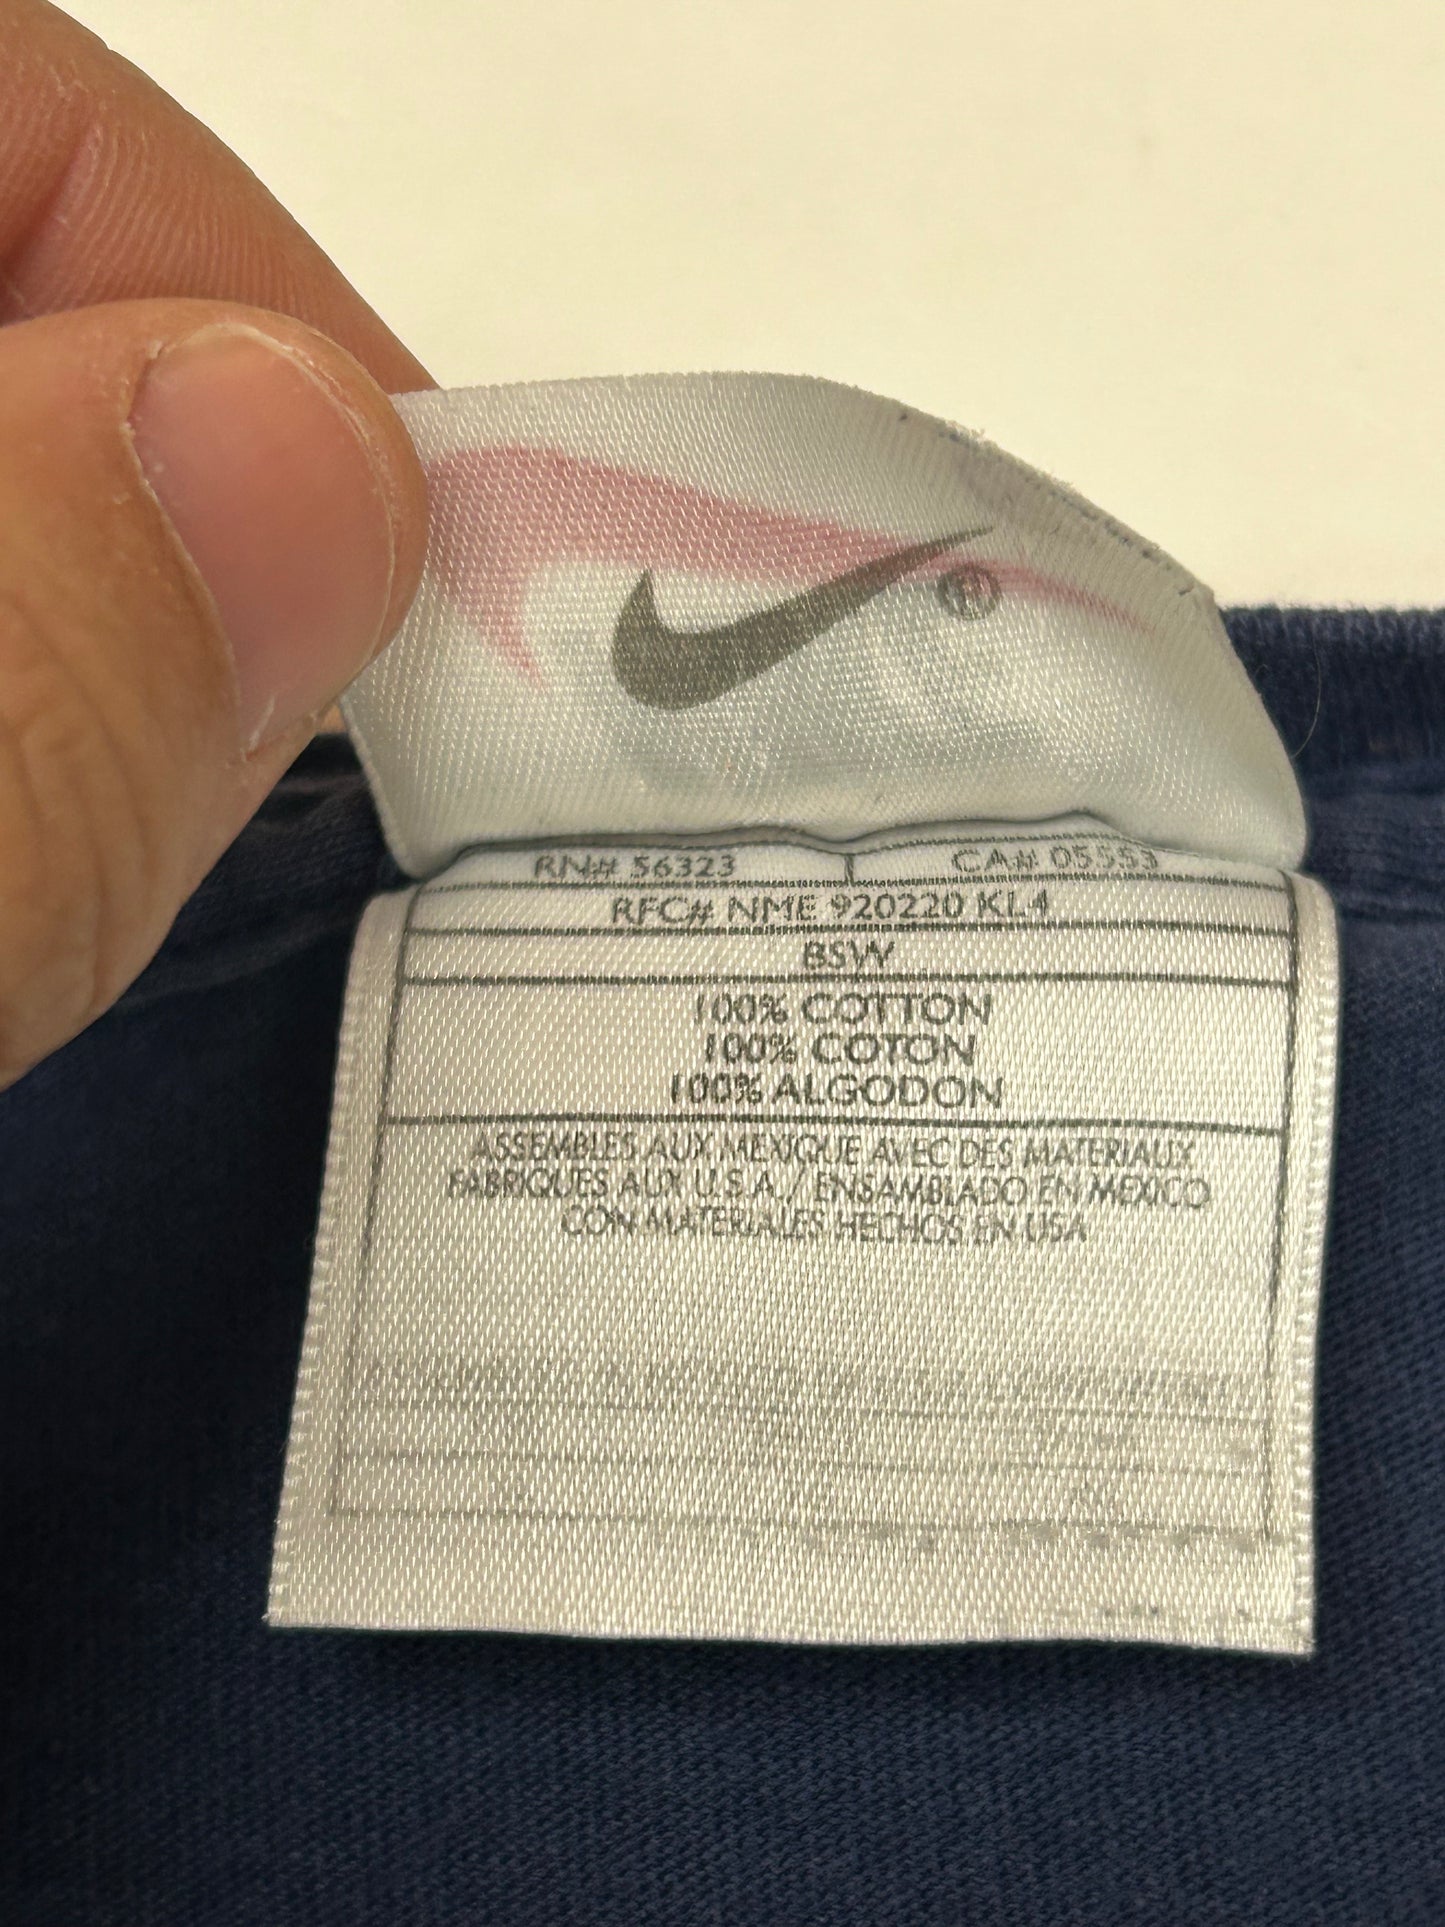 ®
RN# 56323 CA# 05553
RFC# NME 920220 KL4
BSW
100% COTTON
100% COTON
100% ALGODON
ASSEMBLES AUX MEXIQUE AVEC DES MATERIAUX
FABRIQUES AUX U.S.A./ ENSAMBLADO EN MEXICO
CON MATERIALES HECHOS EN USA